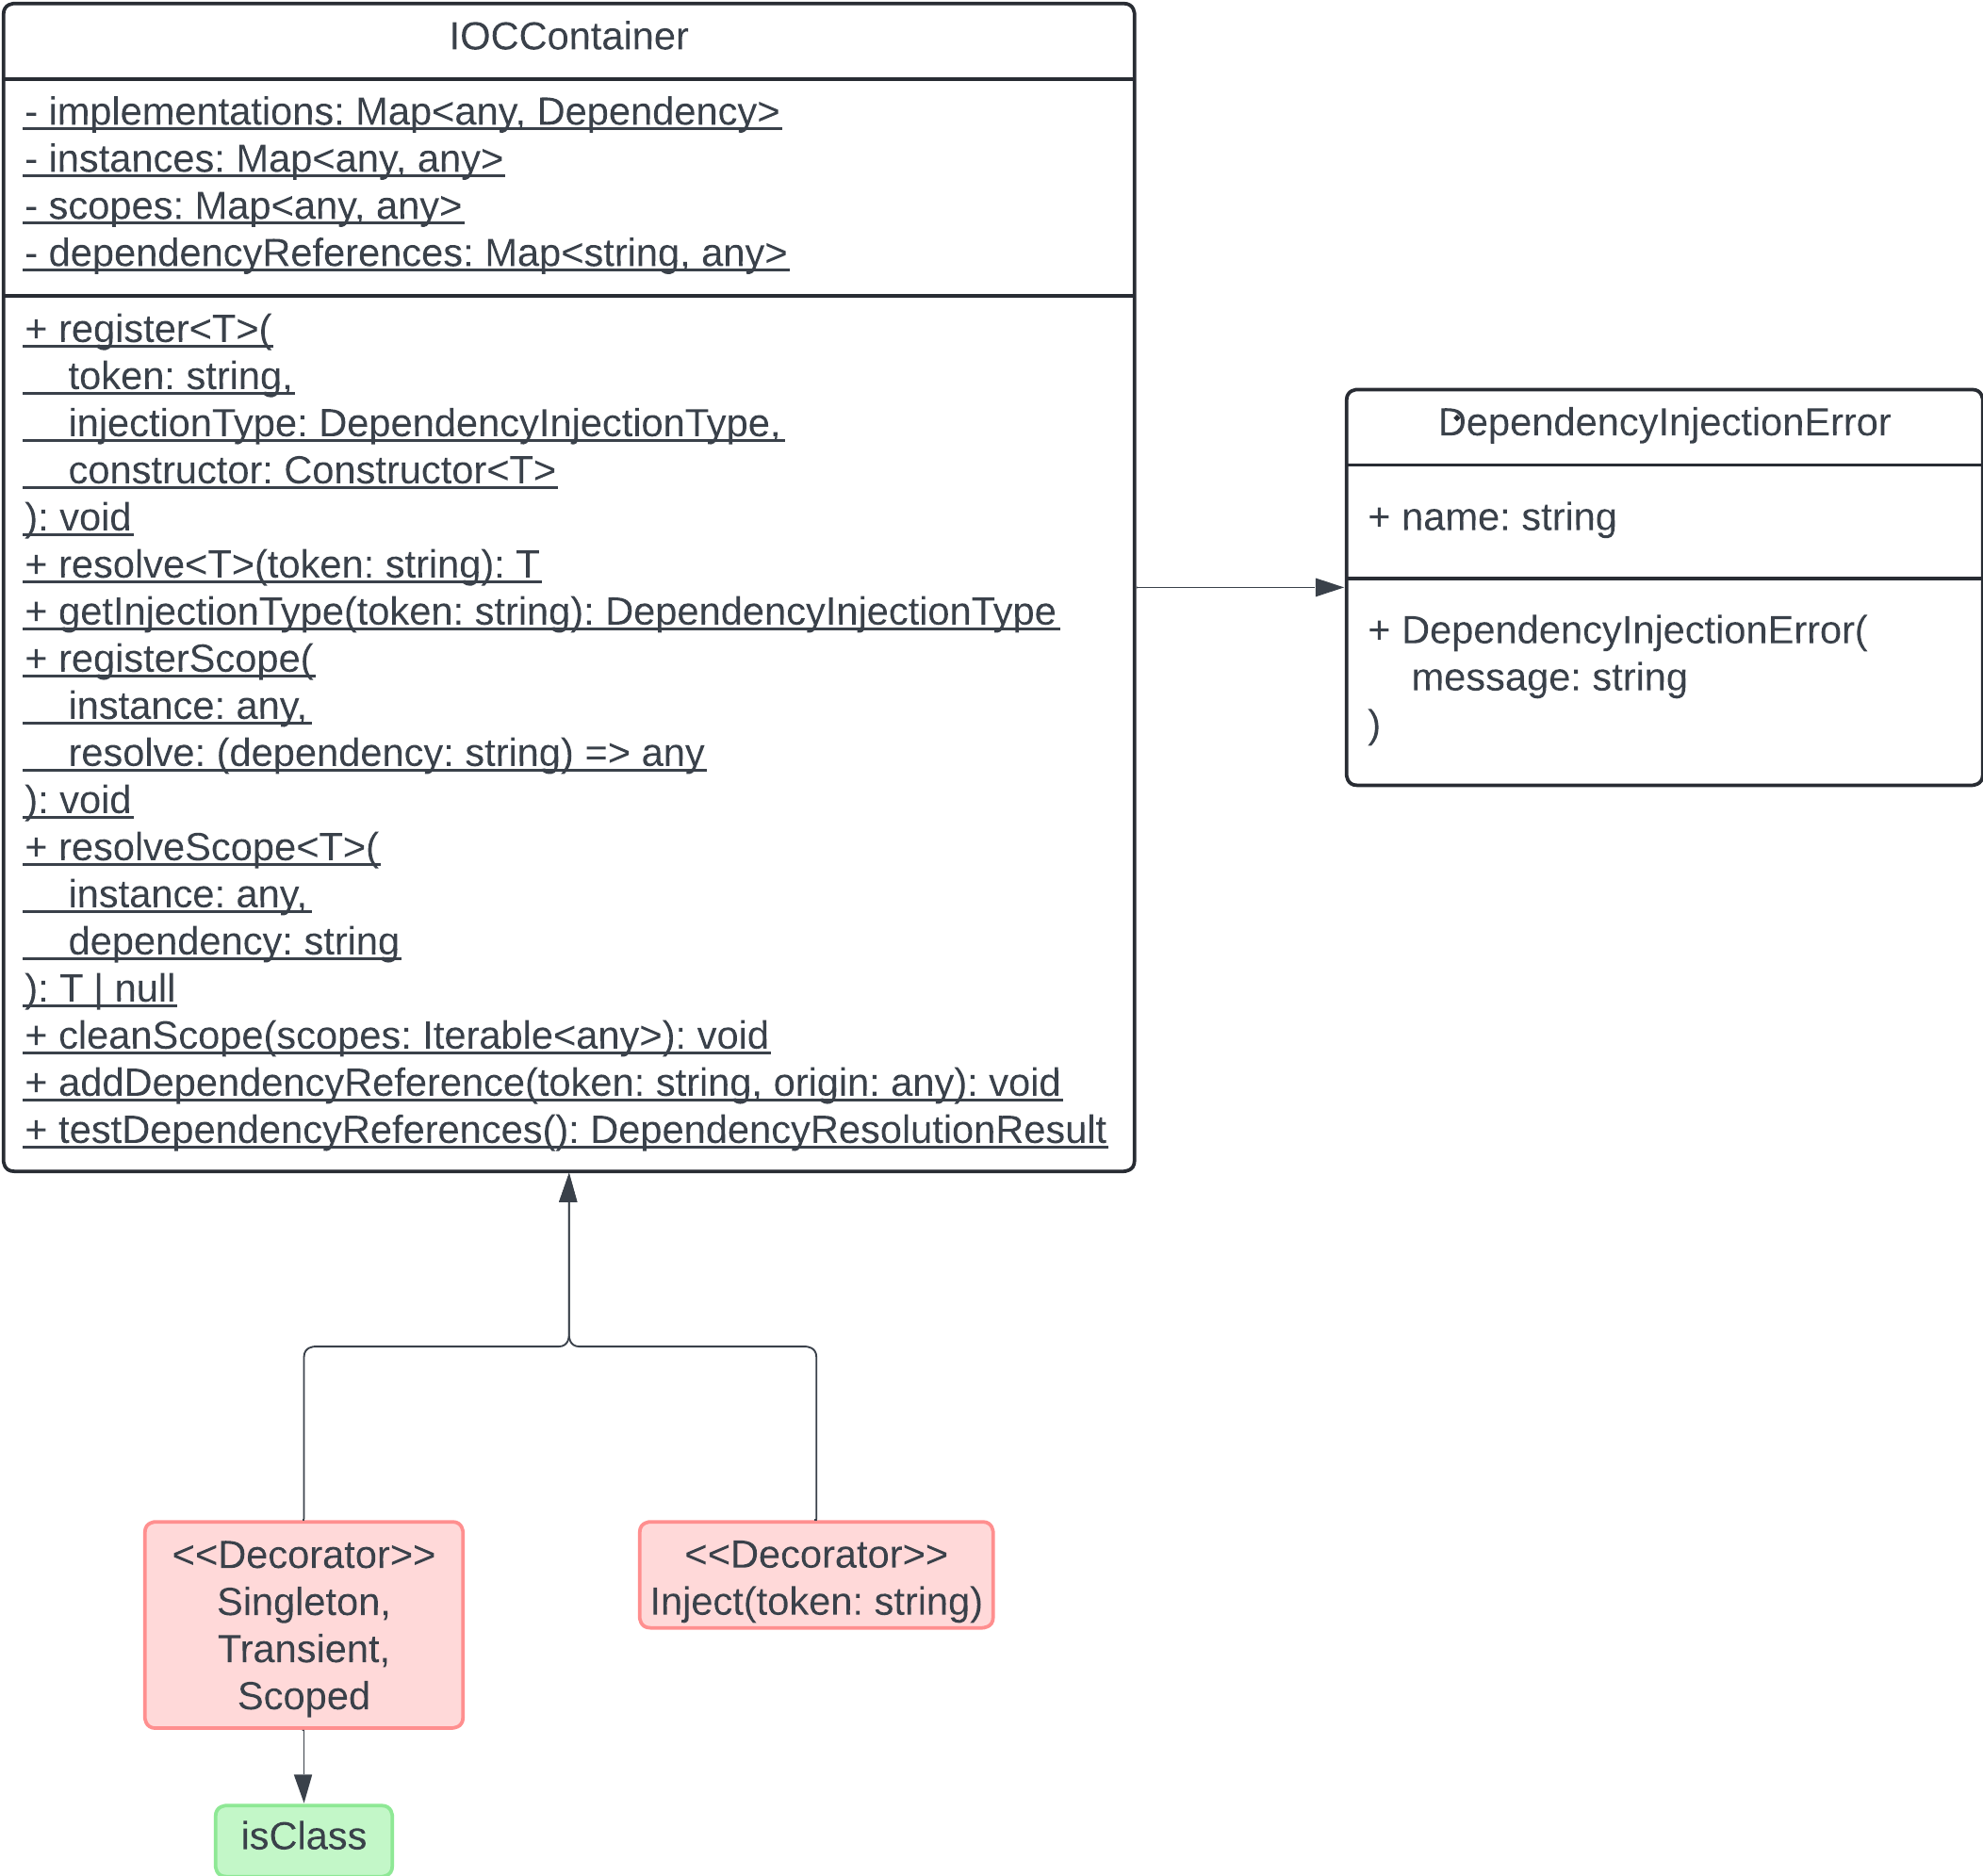 IOCContainer
- implementations: Map<any, Dependency>
- instances: Map<any, any>
- scopes: Map<any, any>
- dependencyReferences: Map<string, any>
+ register<T>(
token: string,
injectionType: DependencyInjectionType,
constructor: Constructor<T>
): void
+ resolve<T>(token: string): T
+ getInjectionType(token: string): DependencyInjectionType
+ registerScope(
instance: any,
resolve: (dependency: string) => any
): void
+ resolveScope<T>(
instance: any,
dependency: string
): T | null
+ cleanScope(scopes: Iterable<any>): void
+ addDependencyReference(token: string, origin: any): void
+ testDependencyReferences(): DependencyResolutionResult
DependencyInjectionError
+ name: string
+ DependencyInjectionError(
message: string
)
<<Decorator>>
Singleton,
Transient,
Scoped
<<Decorator>>
Inject(token: string)
isClass